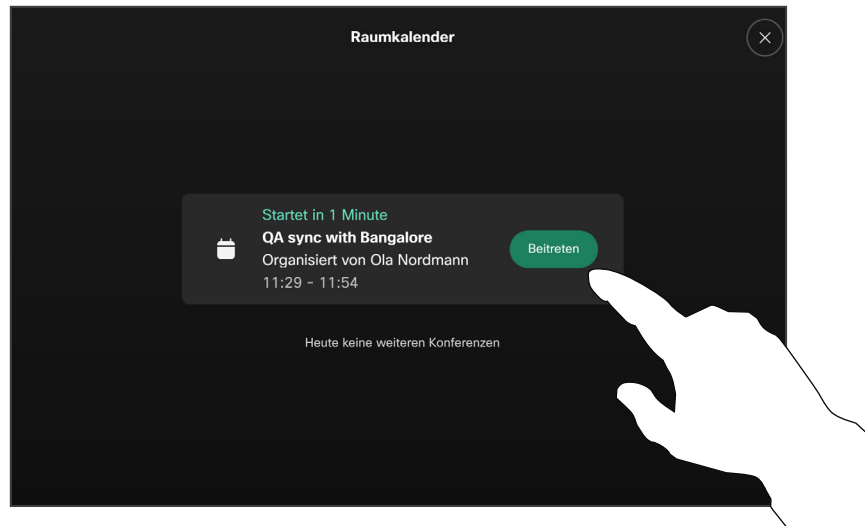 Raumkalender
Startet in 1 Minute
QA sync with Bangalore
Organisiert von Ola Nordmann
11:29 - 11:54
Beitreten
Heute keine weiteren Konferenzen